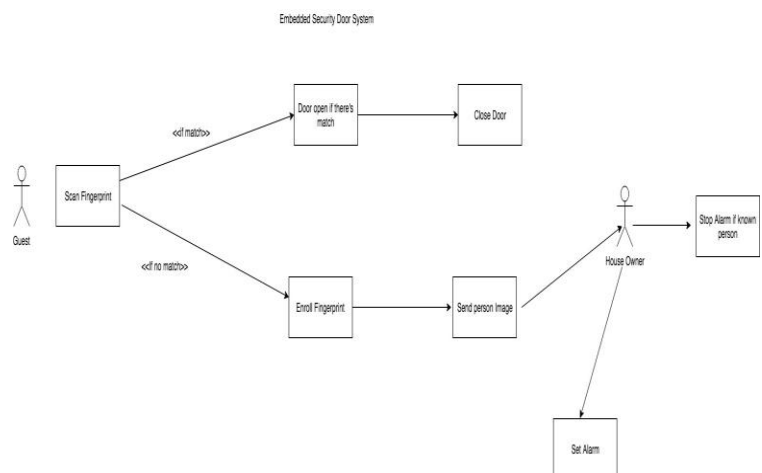 Embedded Security Door System
Door open if there's
match
Close Door
<<if match>>
Scan Fingerprint
Guest
<<If no match>>
Enroll Fingerprint
Send person Image
House Owner
Stop Alarm if known
person
Set Alarm